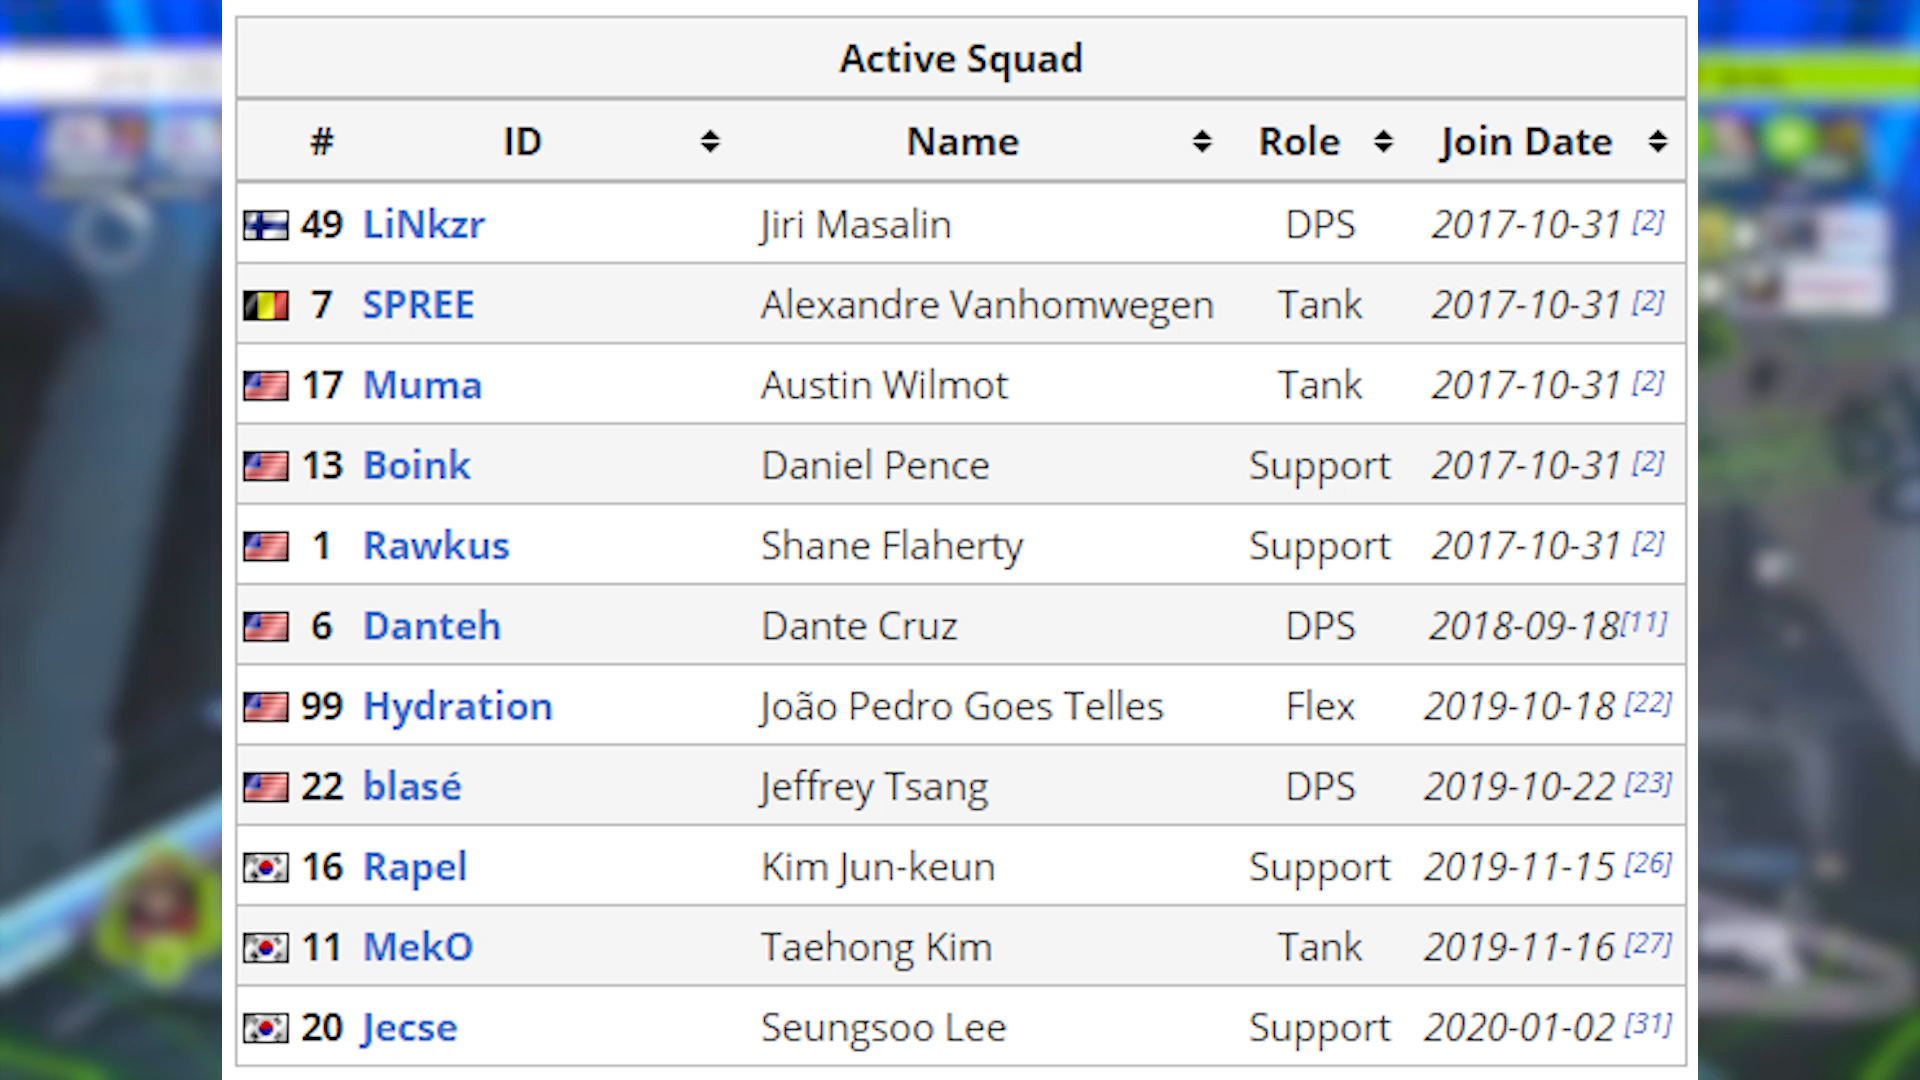 Active Squad
# ID Name Role Join Date
49 LiNkzr Jiri Masalin DPS 2017-10-31 [2]
7 SPREE Alexandre Vanhomwegen Tank 2017-10-31 [2]
17 Muma Austin Wilmot Tank 2017-10-31 [2]
13 Boink Daniel Pence Support 2017-10-31 [2]
1 Rawkus Shane Flaherty Support 2017-10-31 [2]
6 Danteh Dante Cruz DPS 2018-09-18[11]
99 Hydration João Pedro Goes Telles Flex 2019-10-18 [22]
22 blasé Jeffrey Tsang DPS 2019-10-22 [23]
16 Rapel Kim Jun-keun Support 2019-11-15 [26]
11 MekO Taehong Kim Tank 2019-11-16 [27]
20 Jecse Seungsoo Lee Support 2020-01-02 [31]